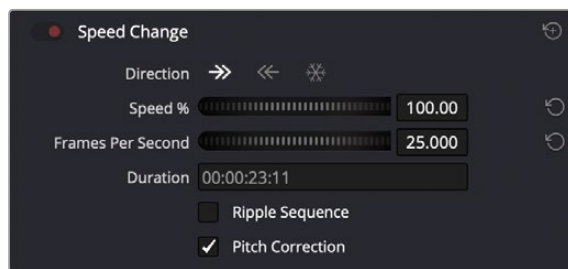 Speed Change
Direction
Speed % 100.00
Frames Per Second 25.000
Duration 00:00:23:11
Ripple Sequence
Pitch Correction